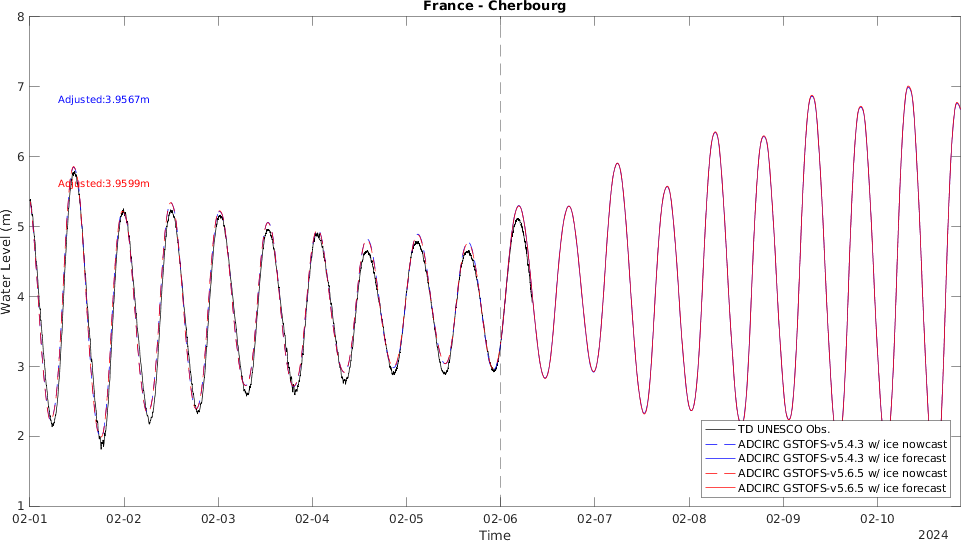 France - Cherbourg
8
7
6
5
4
3
2
1
Water Level (m)
Adjusted:3.9567m
Adjusted:3.9599m
TD UNESCO Obs.
ADCIRC GSTOFS-v5.4.3 w/ ice nowcast
ADCIRC GSTOFS-v5.4.3 w/ ice forecast
ADCIRC GSTOFS-v5.6.5 w/ ice nowcast
ADCIRC GSTOFS-v5.6.5 w/ ice forecast
02-01 02-02 02-03 02-04 02-05 02-06 02-07 02-08 02-09 02-10
Time
2024